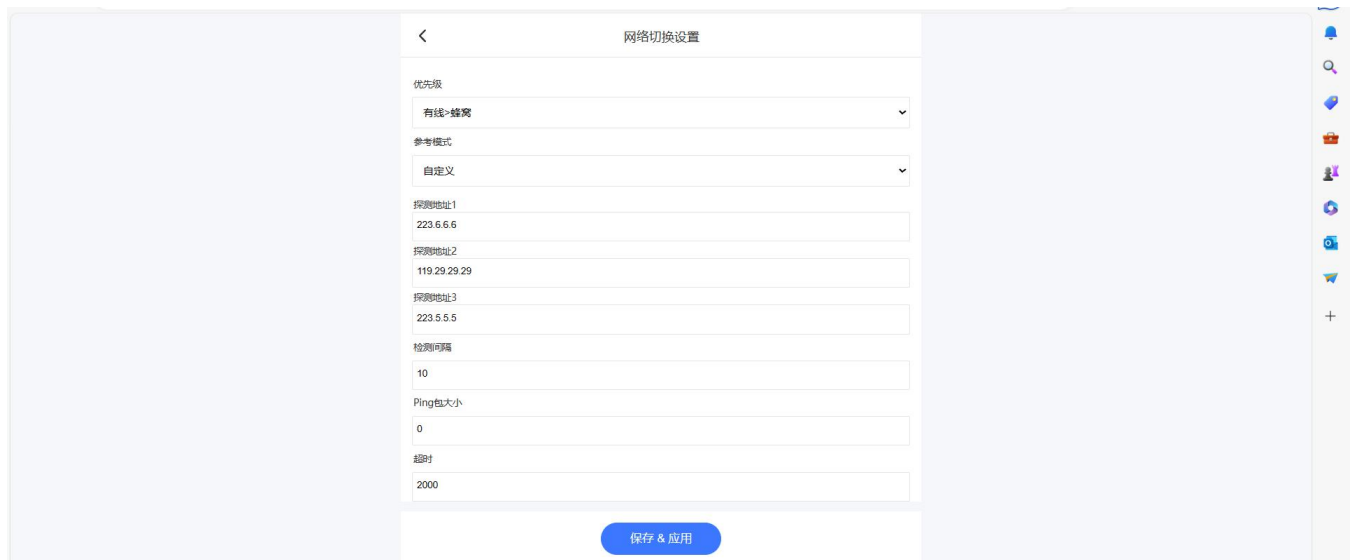 网络切换设置
优先级
有线>蜂窝
参考模式
自定义
探测地址1
223.6.6.6
探测地址2
119.29.29.29
探测地址3
223.5.5.5
检测间隔
10
Ping包大小
0
超时
2000
保存 & 应用